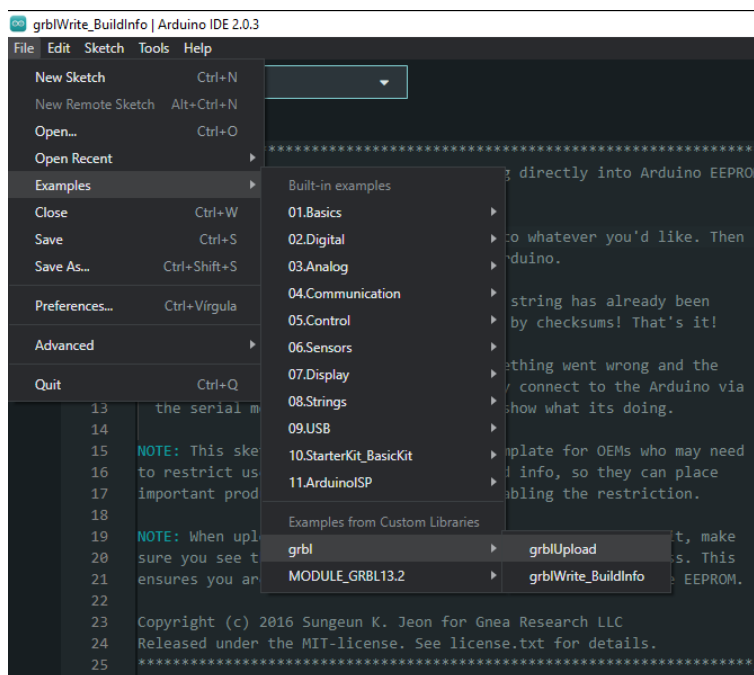 grblWrite_BuildInfo | Arduino IDE 2.0.3
File Edit Sketch Tools Help
New Sketch Ctrl+N
New Remote Sketch Alt+Ctrl+N
Open... Ctrl+O
Open Recent
Examples
Close Ctrl+W
Save Ctrl+S
Save As... Ctrl+Shift+S
Preferences... Ctrl+Vírgula
Advanced
Quit Ctrl+Q
Built-in examples
01.Basics
02.Digital
03.Analog
04.Communication
05.Control
06.Sensors
07.Display
08.Strings
09.USB
10.StarterKit_BasicKit
11.ArduinoISP
Examples from Custom Libraries
grbl
MODULE_GRBL13.2
grblUpload
grblWrite_BuildInfo
directly into Arduino EEPRO
to whatever you'd like. Then
string has already been
by checksums! That's it!
ething went wrong and the
connect to the Arduino via
13 the serial m show what its doing.
14
15 NOTE: This ske mplate for OEMs who may need
16 to restrict us info, so they can place
17 important prod abling the restriction.
18
19 NOTE: When upl t, make
20 sure you see t ss. This
21 ensures you ar EEPROM.
22
23 Copyright (c) 2016 Sungeun K. Jeon for Gnea Research LLC
24 Released under the MIT-license. See license.txt for details.
25